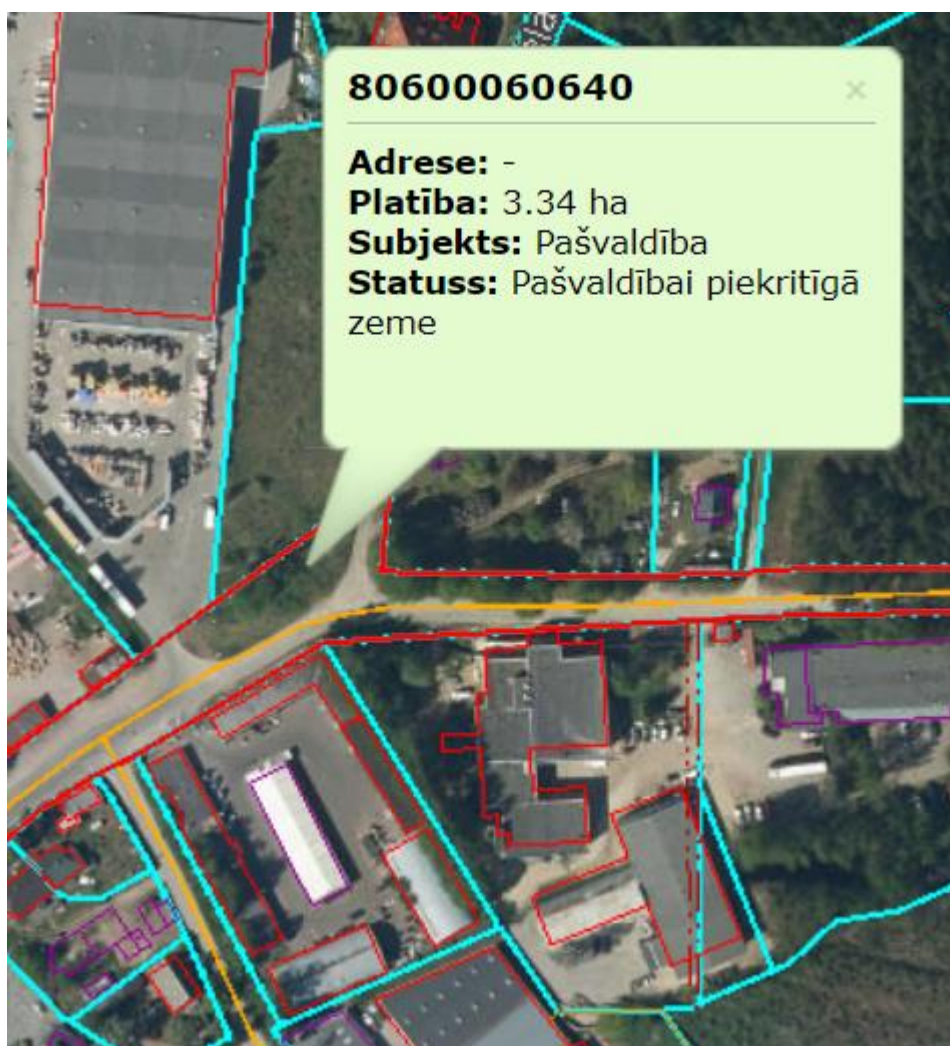 80600060640 ×
Adrese: -
Platība: 3.34 ha
Subjekts: Pašvaldība
Statuss: Pašvaldībai piekritīgā
zeme